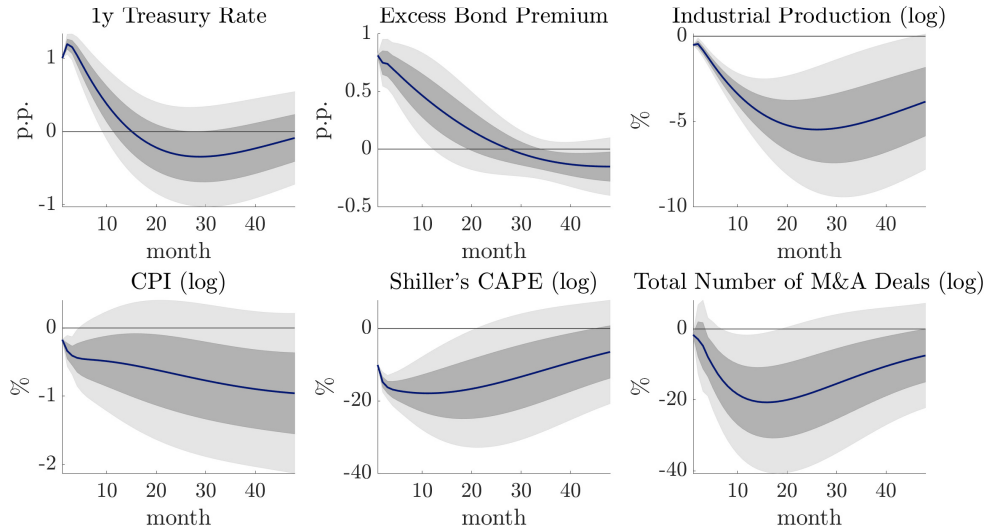 1y Treasury Rate
1
0
-1
p.p.
10 20 30 40
month
Excess Bond Premium
1
0.5
0
-0.5
p.p.
10 20 30 40
month
Industrial Production (log)
0
-5
-10
%
10 20 30 40
month
CPI (log)
0
-1
-2
%
10 20 30 40
month
Shiller's CAPE (log)
0
-20
-40
%
10 20 30 40
month
Total Number of M&A Deals (log)
0
-20
-40
%
10 20 30 40
month